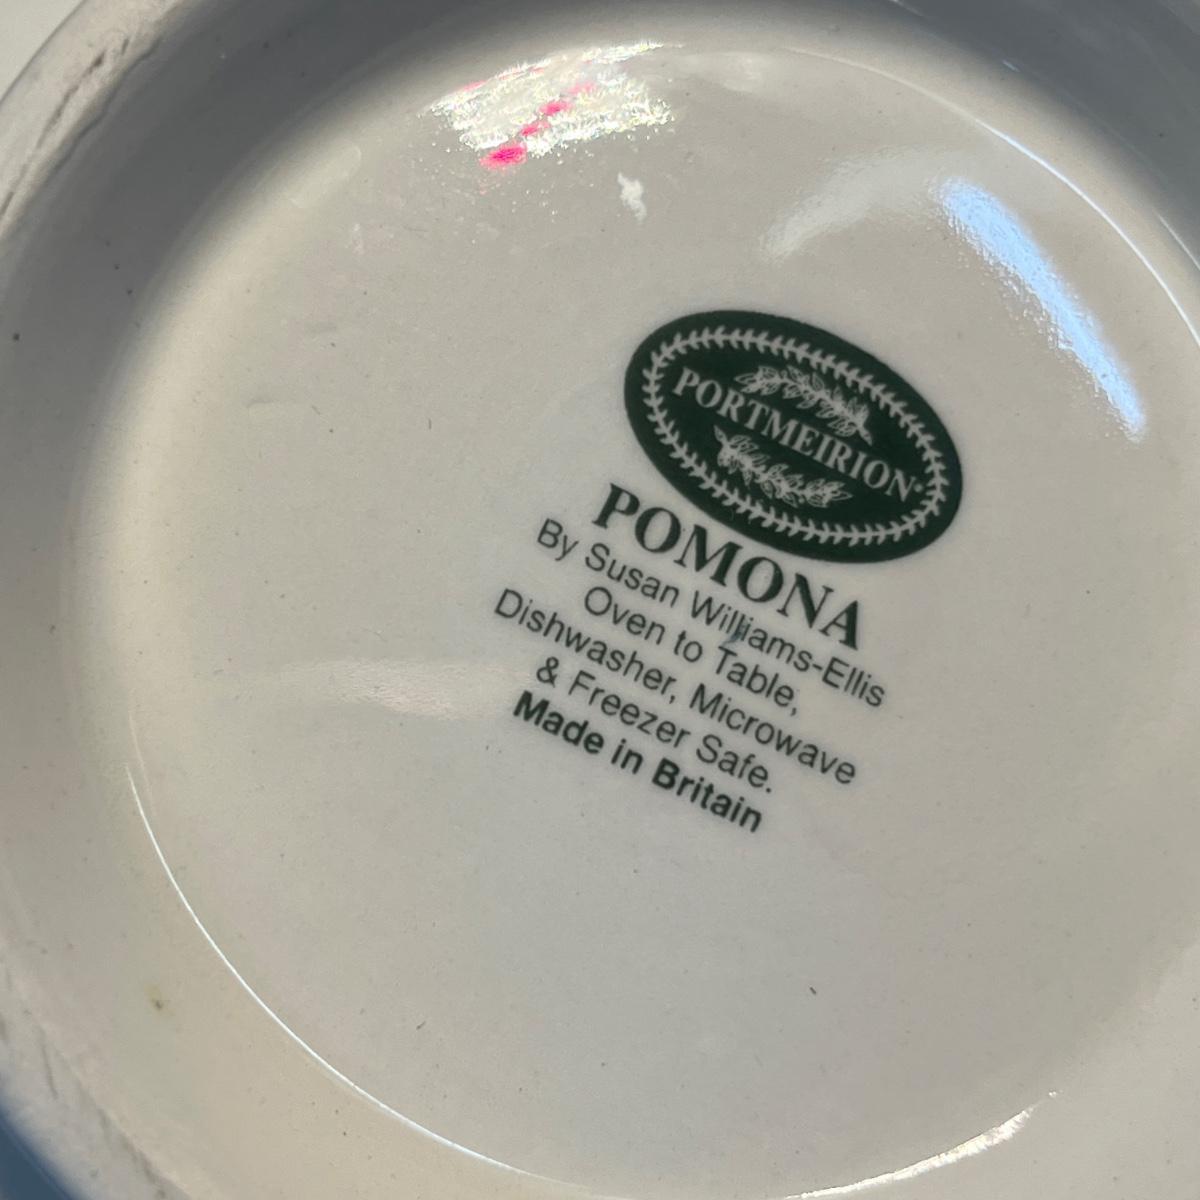 PORTMEIRION
POMONA
By Susan Williams-Ellis
Oven to Table,
Dishwasher, Microwave
& Freezer Safe.
Made in Britain